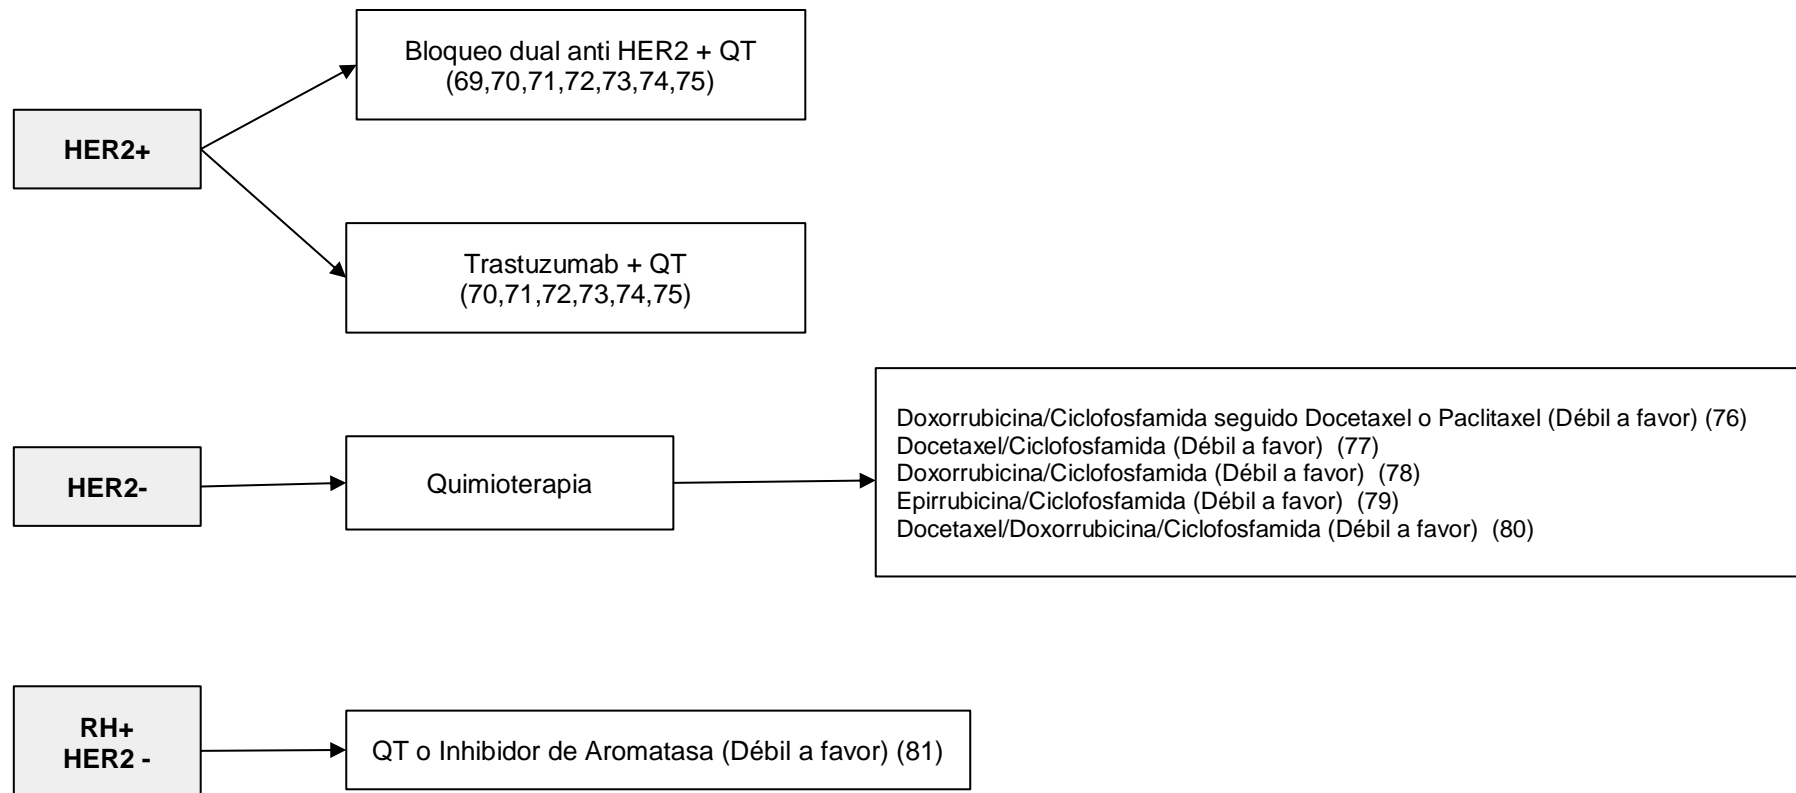 Bloqueo dual anti HER2 + QT
(69,70,71,72,73,74,75)
HER2+
Trastuzumab + QT
(70,71,72,73,74,75)
HER2-
Quimioterapia
Doxorrubicina/Ciclofosfamida seguido Docetaxel o Paclitaxel (Débil a favor) (76)
Docetaxel/Ciclofosfamida (Débil a favor) (77)
Doxorrubicina/Ciclofosfamida (Débil a favor) (78)
Epirrubicina/Ciclofosfamida (Débil a favor) (79)
Docetaxel/Doxorrubicina/Ciclofosfamida (Débil a favor) (80)
RH+
HER2 -
QT o Inhibidor de Aromatasa (Débil a favor) (81)